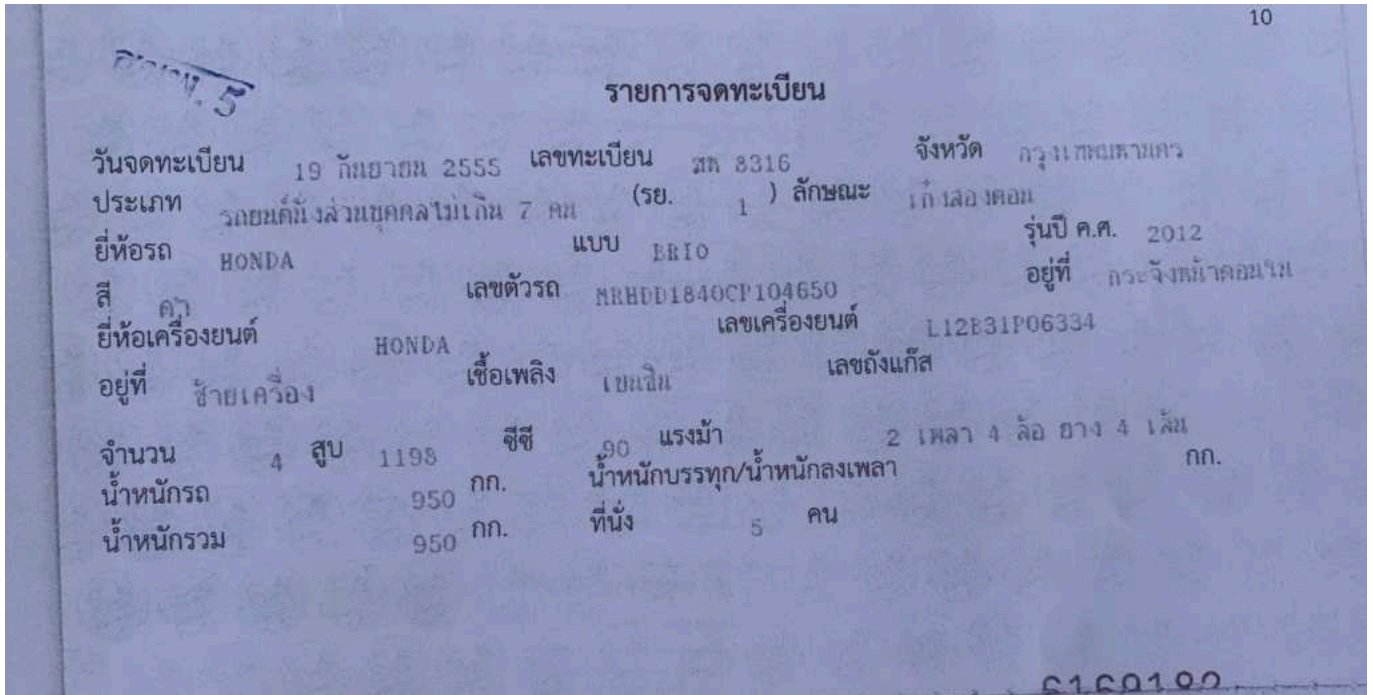 10
รายการจดทะเบียน
วันจดทะเบียน 19 กันยายน 2555 เลขทะเบียน 8316 จังหวัด กรุงเทพมหานคร
ประเภท รถยนต์นั่งส่วนบุคคลไม่เกิน 7 คน (รย. 1 ) ลักษณะ เก๋งสองตอน
ยี่ห้อรถ HONDA แบบ BRIO รุ่นปี ค.ศ. 2012
สี ดำ เลขตัวรถ MRHDD1840CP104650 อยู่ที่ กระจังหน้าตอนใน
ยี่ห้อเครื่องยนต์ HONDA เลขเครื่องยนต์ L12B31P06334
อยู่ที่ ซ้ายเครื่อง เชื้อเพลิง เบนซิน เลขถังแก๊ส
จำนวน 4 สูบ 1198 ซีซี 90 แรงม้า 2 เพลา 4 ล้อ ยาง 4 เส้น
น้ำหนักรถ 950 กก. น้ำหนักบรรทุก/น้ำหนักลงเพลา กก.
น้ำหนักรวม 950 กก. ที่นั่ง 5 คน